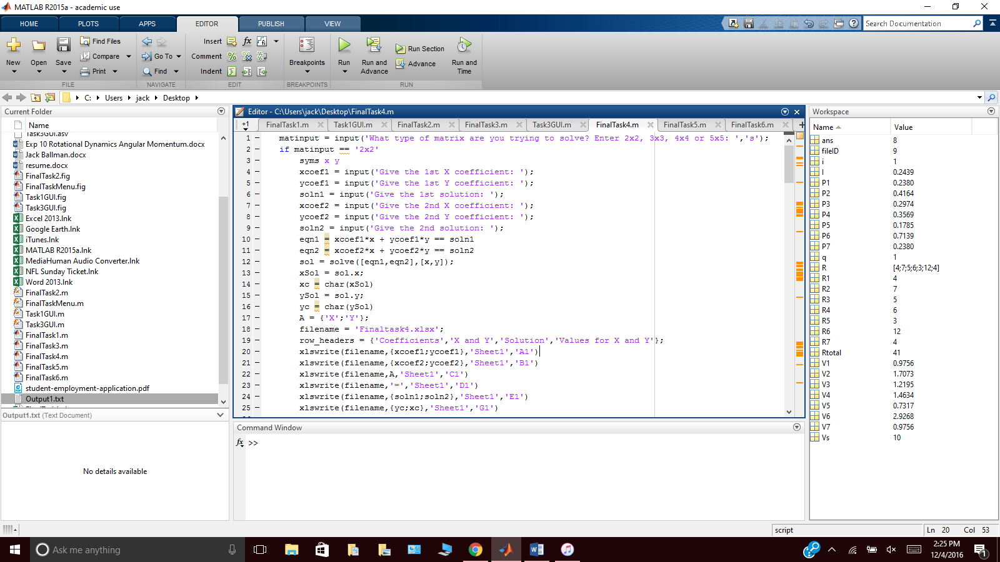 MATLAB R2015a - academic use
HOME PLOTS APPS EDITOR PUBLISH VIEW
Search Documentation
New Open Save
Find Files
Compare
Print
FILE
Go To
Find
NAVIGATE
Insert
Comment
Indent
EDIT
Breakpoints
BREAKPOINTS
Run
Run and Advance
Run Section
Advance
Run and Time
RUN
C: Users jack Desktop
Current Folder
Name
Task3GUI.asv
Exp 10 Rotational Dynamics Angular Momentum.docx
Jack Ballman.docx
resume.docx
FinalTask2.fig
FinalTaskMenu.fig
Task1GUI.fig
Task3GUI.fig
Excel 2013.lnk
Google Earth.lnk
iTunes.lnk
MATLAB R2015a.lnk
MediaHuman Audio Converter.lnk
NFL Sunday Ticket.lnk
Word 2013.lnk
FinalTask2.m
FinalTaskMenu.m
Task1GUI.m
Task3GUI.m
FinalTask1.m
FinalTask3.m
FinalTask4.m
FinalTask5.m
FinalTask6.m
student-employment-application.pdf
Output1.txt
Output1.txt (Text Document)
No details available
Editor - C:\Users\jack\Desktop\FinalTask4.m
+1 FinalTask1.m Task1GUI.m FinalTask2.m FinalTask3.m Task3GUI.m FinalTask4.m FinalTask5.m FinalTask6.m +
1 - matinput = input('What type of matrix are you trying to solve? Enter 2x2, 3x3, 4x4 or 5x5: ','s');
2 - if matinput == '2x2'
3 - syms x y
4 - xcoef1 = input('Give the 1st X coefficient: ');
5 - ycoef1 = input('Give the 1st Y coefficient: ');
6 - soln1 = input('Give the 1st solution: ');
7 - xcoef2 = input('Give the 2nd X coefficient: ');
8 - ycoef2 = input('Give the 2nd Y coefficient: ');
9 - soln2 = input('Give the 2nd solution: ');
10 - eqn1 = xcoef1*x + ycoef1*y == soln1
11 - eqn2 = xcoef2*x + ycoef2*y == soln2
12 - sol = solve([eqn1,eqn2],[x,y]);
13 - xSol = sol.x;
14 - xc = char(xSol)
15 - ySol = sol.y;
16 - yc = char(ySol)
17 - A = {'X';'Y'};
18 - filename = 'Finaltask4.xlsx';
19 - row_headers = {'Coefficients','X and Y','Solution','Values for X and Y'};
20 - xlswrite(filename,{xcoef1;ycoef1},'Sheet1','A1')
21 - xlswrite(filename,{xcoef2;ycoef2},'Sheet1','B1')
22 - xlswrite(filename,A,'Sheet1','C1')
23 - xlswrite(filename,'=','Sheet1','D1')
24 - xlswrite(filename,{soln1;soln2},'Sheet1','E1')
25 - xlswrite(filename,{yc;xc},'Sheet1','G1')
Command Window
fx >>
Workspace
Name Value
ans 8
fileID 9
i 1
I 0.2439
P1 0.2380
P2 0.4164
P3 0.2974
P4 0.3569
P5 0.1785
P6 0.7139
P7 0.2380
q 1
R [4;7;5;6;3;12;4]
R1 4
R2 7
R3 5
R4 6
R5 3
R6 12
R7 4
Rtotal 41
V1 0.9756
V2 1.7073
V3 1.2195
V4 1.4634
V5 0.7317
V6 2.9268
V7 0.9756
Vs 10
script
Ln 20 Col 53
Ask me anything
2:25 PM
12/4/2016
1